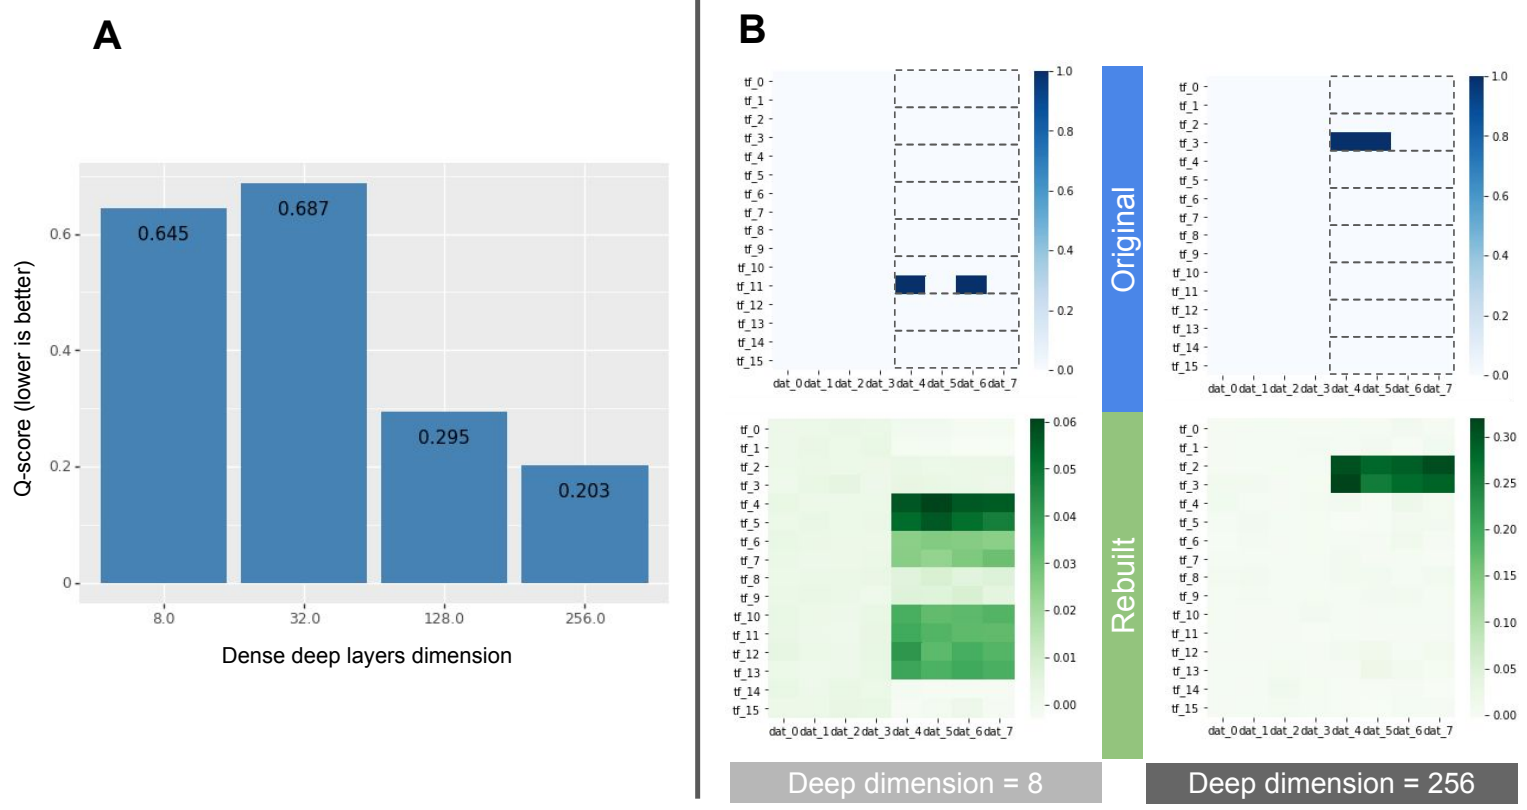 A
Q-score (lower is better)
0.6
0.4
0.2
0
0.645
0.687
0.295
0.203
8.0 32.0 128.0 256.0
Dense deep layers dimension
B
tf_0
tf_1
tf_2
tf_3
tf_4
tf_5
tf_6
tf_7
tf_8
tf_9
tf_10
tf_11
tf_12
tf_13
tf_14
tf_15
dat_0 dat_1 dat_2 dat_3 dat_4 dat_5 dat_6 dat_7
1.0
0.8
0.6
0.4
0.2
0.0
Original
tf_0
tf_1
tf_2
tf_3
tf_4
tf_5
tf_6
tf_7
tf_8
tf_9
tf_10
tf_11
tf_12
tf_13
tf_14
tf_15
dat_0 dat_1 dat_2 dat_3 dat_4 dat_5 dat_6 dat_7
1.0
0.8
0.6
0.4
0.2
0.0
tf_0
tf_1
tf_2
tf_3
tf_4
tf_5
tf_6
tf_7
tf_8
tf_9
tf_10
tf_11
tf_12
tf_13
tf_14
tf_15
dat_0 dat_1 dat_2 dat_3 dat_4 dat_5 dat_6 dat_7
0.06
0.05
0.04
0.03
0.02
0.01
0.00
Rebuilt
tf_0
tf_1
tf_2
tf_3
tf_4
tf_5
tf_6
tf_7
tf_8
tf_9
tf_10
tf_11
tf_12
tf_13
tf_14
tf_15
dat_0 dat_1 dat_2 dat_3 dat_4 dat_5 dat_6 dat_7
0.30
0.25
0.20
0.15
0.10
0.05
0.00
Deep dimension = 8
Deep dimension = 256